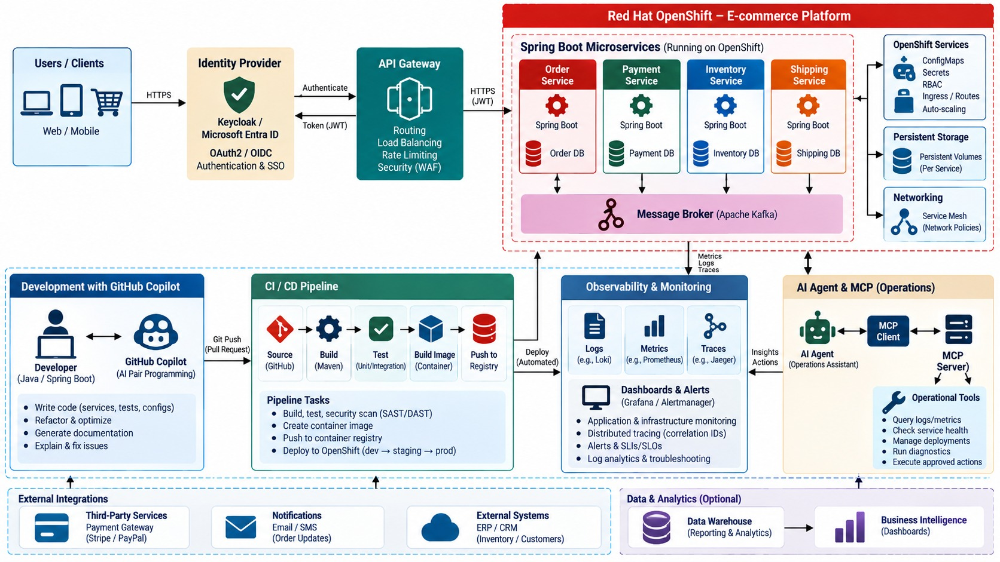 Red Hat OpenShift – E-commerce Platform
Users / Clients
Web / Mobile
HTTPS
Identity Provider
Keycloak /
Microsoft Entra ID
OAuth2 / OIDC
Authentication & SSO
Authenticate
Token (JWT)
API Gateway
Routing
Load Balancing
Rate Limiting
Security (WAF)
HTTPS
(JWT)
Spring Boot Microservices (Running on OpenShift)
Order
Service
Spring Boot
Order DB
Payment
Service
Spring Boot
Payment DB
Inventory
Service
Spring Boot
Inventory DB
Shipping
Service
Spring Boot
Shipping DB
Message Broker (Apache Kafka)
OpenShift Services
ConfigMaps
Secrets
RBAC
Ingress / Routes
Auto-scaling
Persistent Storage
Persistent Volumes
(Per Service)
Networking
Service Mesh
(Network Policies)
Metrics
Logs
Traces
Development with GitHub Copilot
Developer
(Java / Spring Boot)
GitHub Copilot
(AI Pair Programming)
• Write code (services, tests, configs)
• Refactor & optimize
• Generate documentation
• Explain & fix issues
Git Push
(Pull Request)
CI / CD Pipeline
Source
(GitHub)
Build
(Maven)
Test
(Unit/Integration)
Build Image
(Container)
Push to
Registry
Pipeline Tasks
• Build, test, security scan (SAST/DAST)
• Create container image
• Push to container registry
• Deploy to OpenShift (dev → staging → prod)
Deploy
(Automated)
Observability & Monitoring
Logs
(e.g., Loki)
Metrics
(e.g., Prometheus)
Traces
(e.g., Jaeger)
Dashboards & Alerts
(Grafana / Alertmanager)
• Application & infrastructure monitoring
• Distributed tracing (correlation IDs)
• Alerts & SLIs/SLOs
• Log analytics & troubleshooting
Insights
Actions
AI Agent & MCP (Operations)
AI Agent
(Operations Assistant)
MCP
Client
MCP
Server)
Operational Tools
• Query logs/metrics
• Check service health
• Manage deployments
• Run diagnostics
• Execute approved actions
External Integrations
Third-Party Services
Payment Gateway
(Stripe / PayPal)
Notifications
Email / SMS
(Order Updates)
External Systems
ERP / CRM
(Inventory / Customers)
Data & Analytics (Optional)
Data Warehouse
(Reporting & Analytics)
Business Intelligence
(Dashboards)